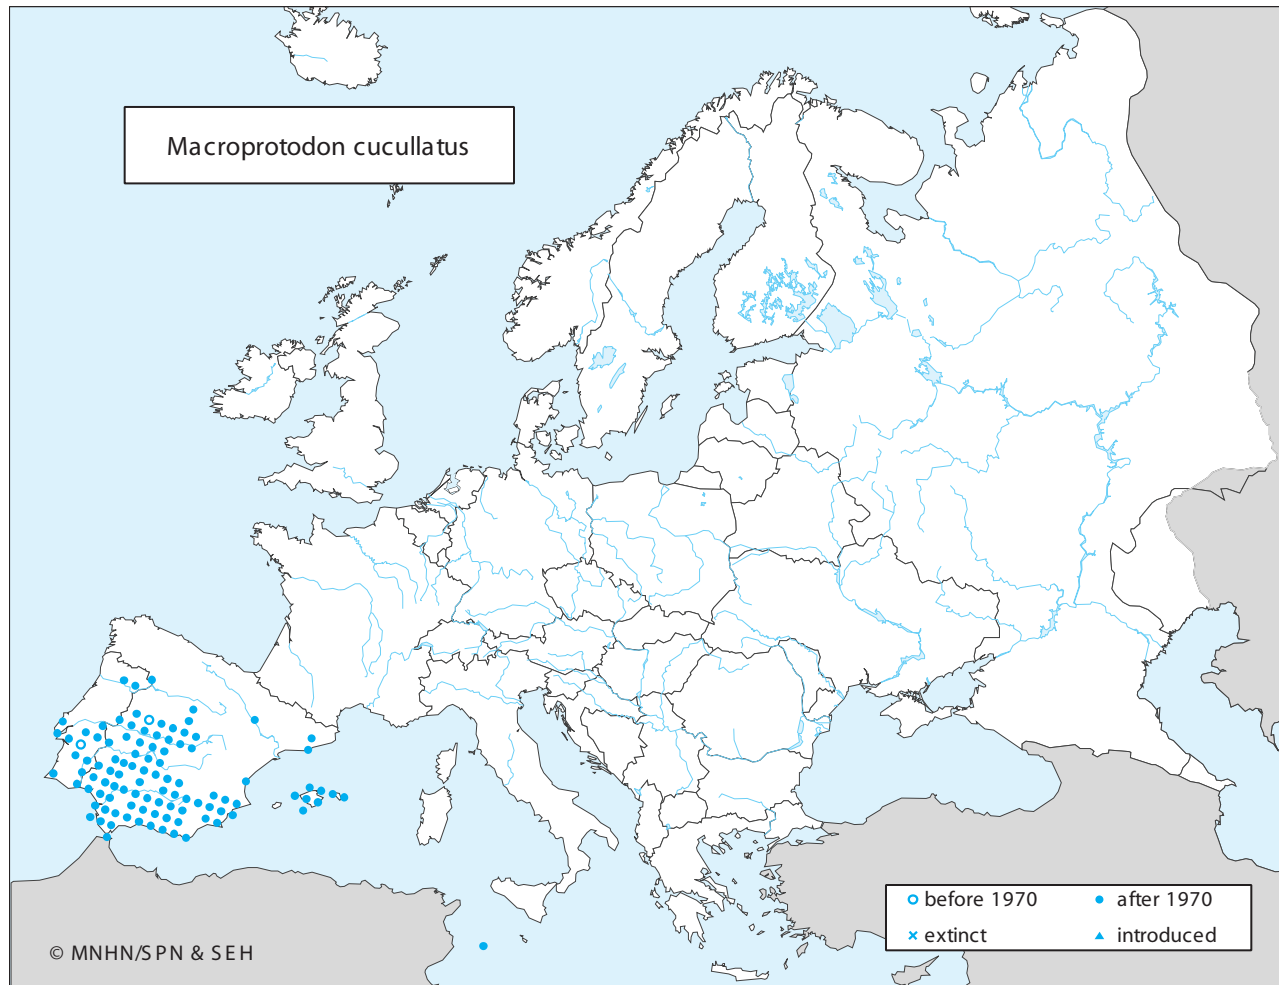 Macroprotodon cucullatus
before 1970
after 1970
extinct
introduced
© MNHN/SPN & SEH